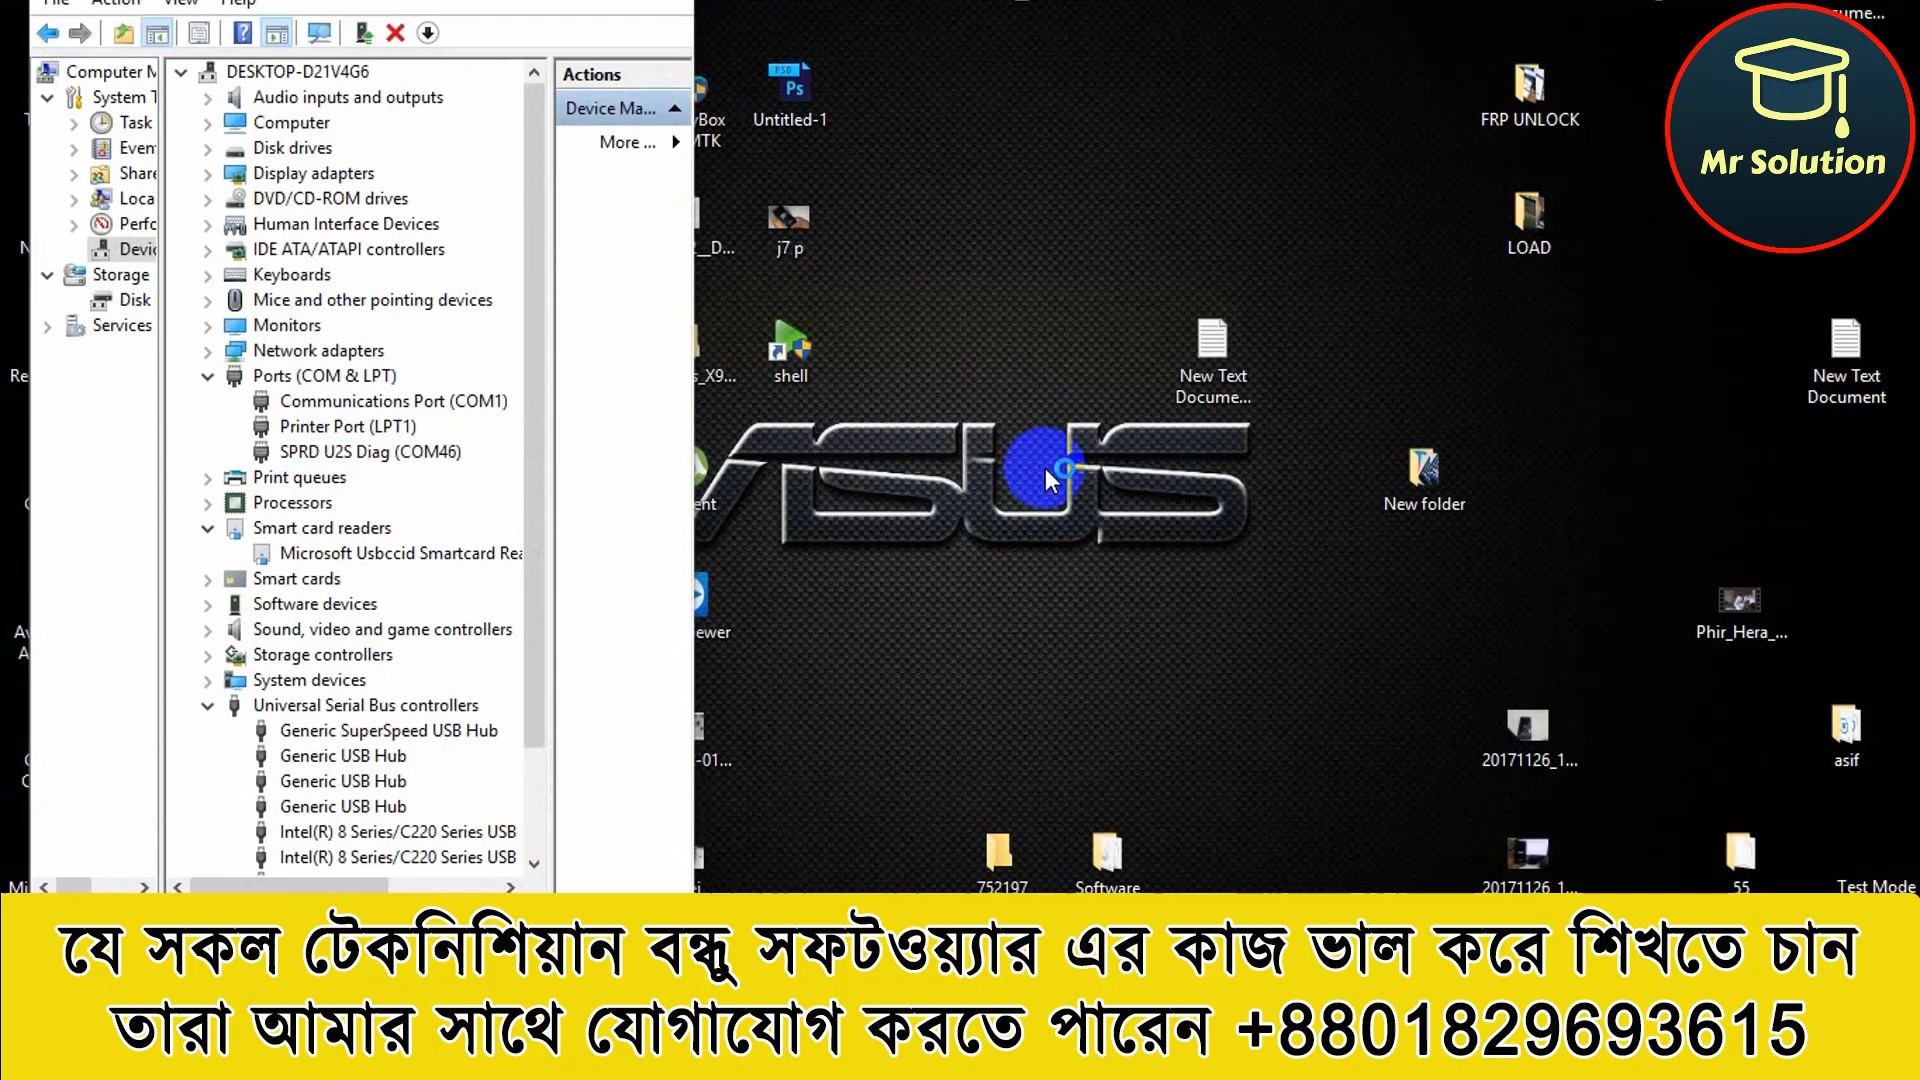 File Action View Help
DESKTOP-D21V4G6
Audio inputs and outputs
Computer
Disk drives
Display adapters
DVD/CD-ROM drives
Human Interface Devices
IDE ATA/ATAPI controllers
Keyboards
Mice and other pointing devices
Monitors
Network adapters
Ports (COM & LPT)
Communications Port (COM1)
Printer Port (LPT1)
SPRD U2S Diag (COM46)
Print queues
Processors
Smart card readers
Microsoft Usbccid Smartcard Rea
Smart cards
Software devices
Sound, video and game controllers
Storage controllers
System devices
Universal Serial Bus controllers
Generic SuperSpeed USB Hub
Generic USB Hub
Generic USB Hub
Generic USB Hub
Intel(R) 8 Series/C220 Series USB
Intel(R) 8 Series/C220 Series USB
Computer M
System T
Task
Even
Share
Loca
Perfo
Devic
Storage
Disk
Services
Actions
Device Ma...
More ...
Untitled-1
MTK
j7 p
shell
FRP UNLOCK
LOAD
New Text
Docume...
New Text
Document
New folder
Phir_Hera_...
20171126_1...
asif
752197
Software
20171126_1...
55
Test Mode
Mr Solution
যে সকল টেকনিশিয়ান বন্ধু সফটওয়্যার এর কাজ ভাল করে শিখতে চান
তারা আমার সাথে যোগাযোগ করতে পারেন +8801829693615